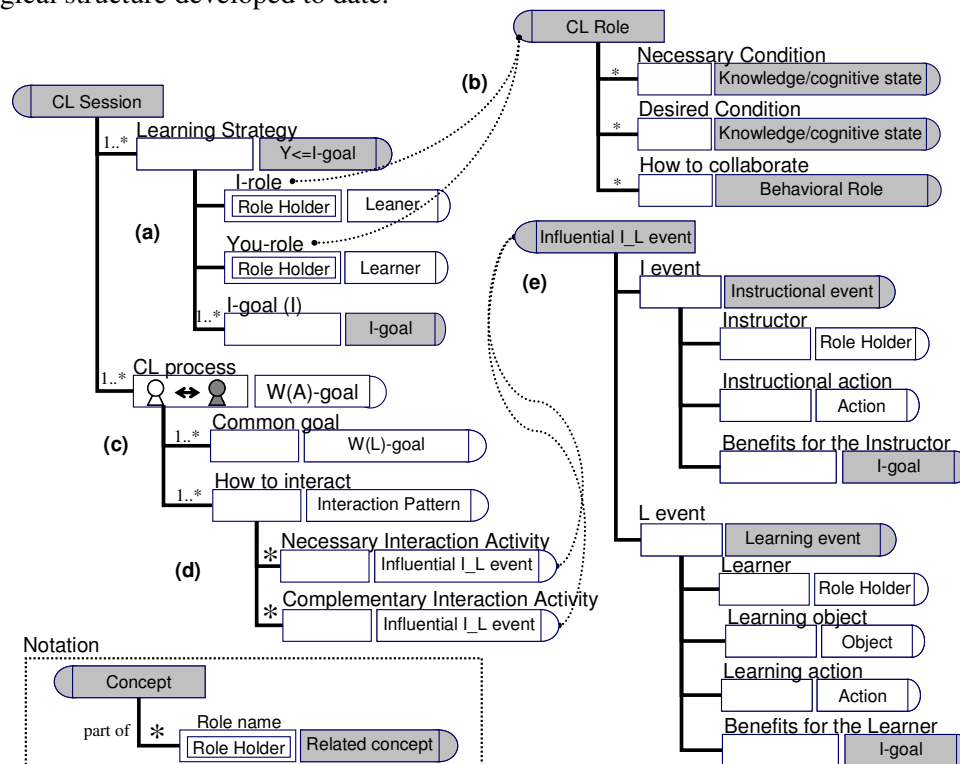 gical structure developed to date.
CL Role
(b)
Necessary Condition
* Knowledge/cognitive state
Desired Condition
* Knowledge/cognitive state
How to collaborate
* Behavioral Role
CL Session
Learning Strategy
1..* Y<=I-goal
I-role
Role Holder Leaner
(a)
You-role
Role Holder Learner
I-goal (I)
1..* I-goal
CL process
1..* W(A)-goal
(c)
Common goal
1..* W(L)-goal
How to interact
1..* Interaction Pattern
(d)
Necessary Interaction Activity
* Influential I_L event
Complementary Interaction Activity
* Influential I_L event
Influential I_L event
(e)
I event
Instructional event
Instructor
Role Holder
Instructional action
Action
Benefits for the Instructor
I-goal
L event
Learning event
Learner
Role Holder
Learning object
Object
Learning action
Action
Benefits for the Learner
I-goal
Notation
Concept
part of *
Role name
Role Holder Related concept